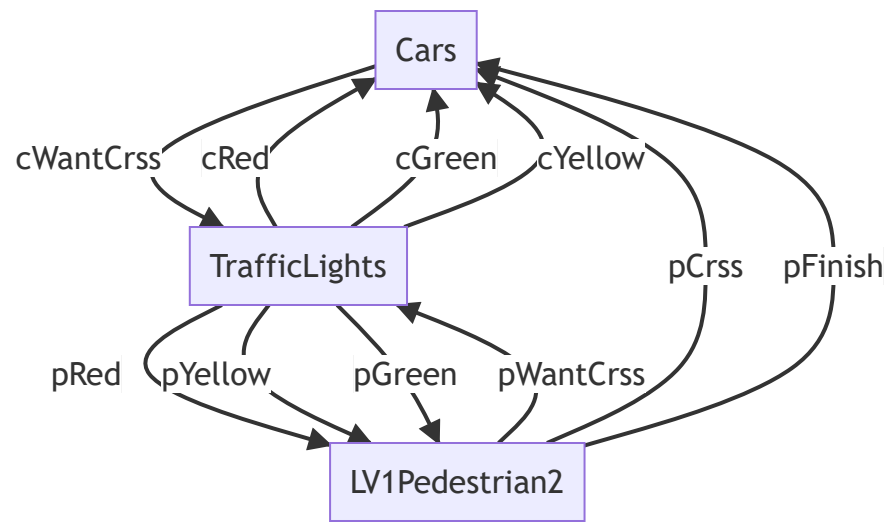 Cars
cWantCrss
cRed
cGreen
cYellow
TrafficLights
pCrss
pFinish
pRed
pYellow
pGreen
pWantCrss
LV1Pedestrian2